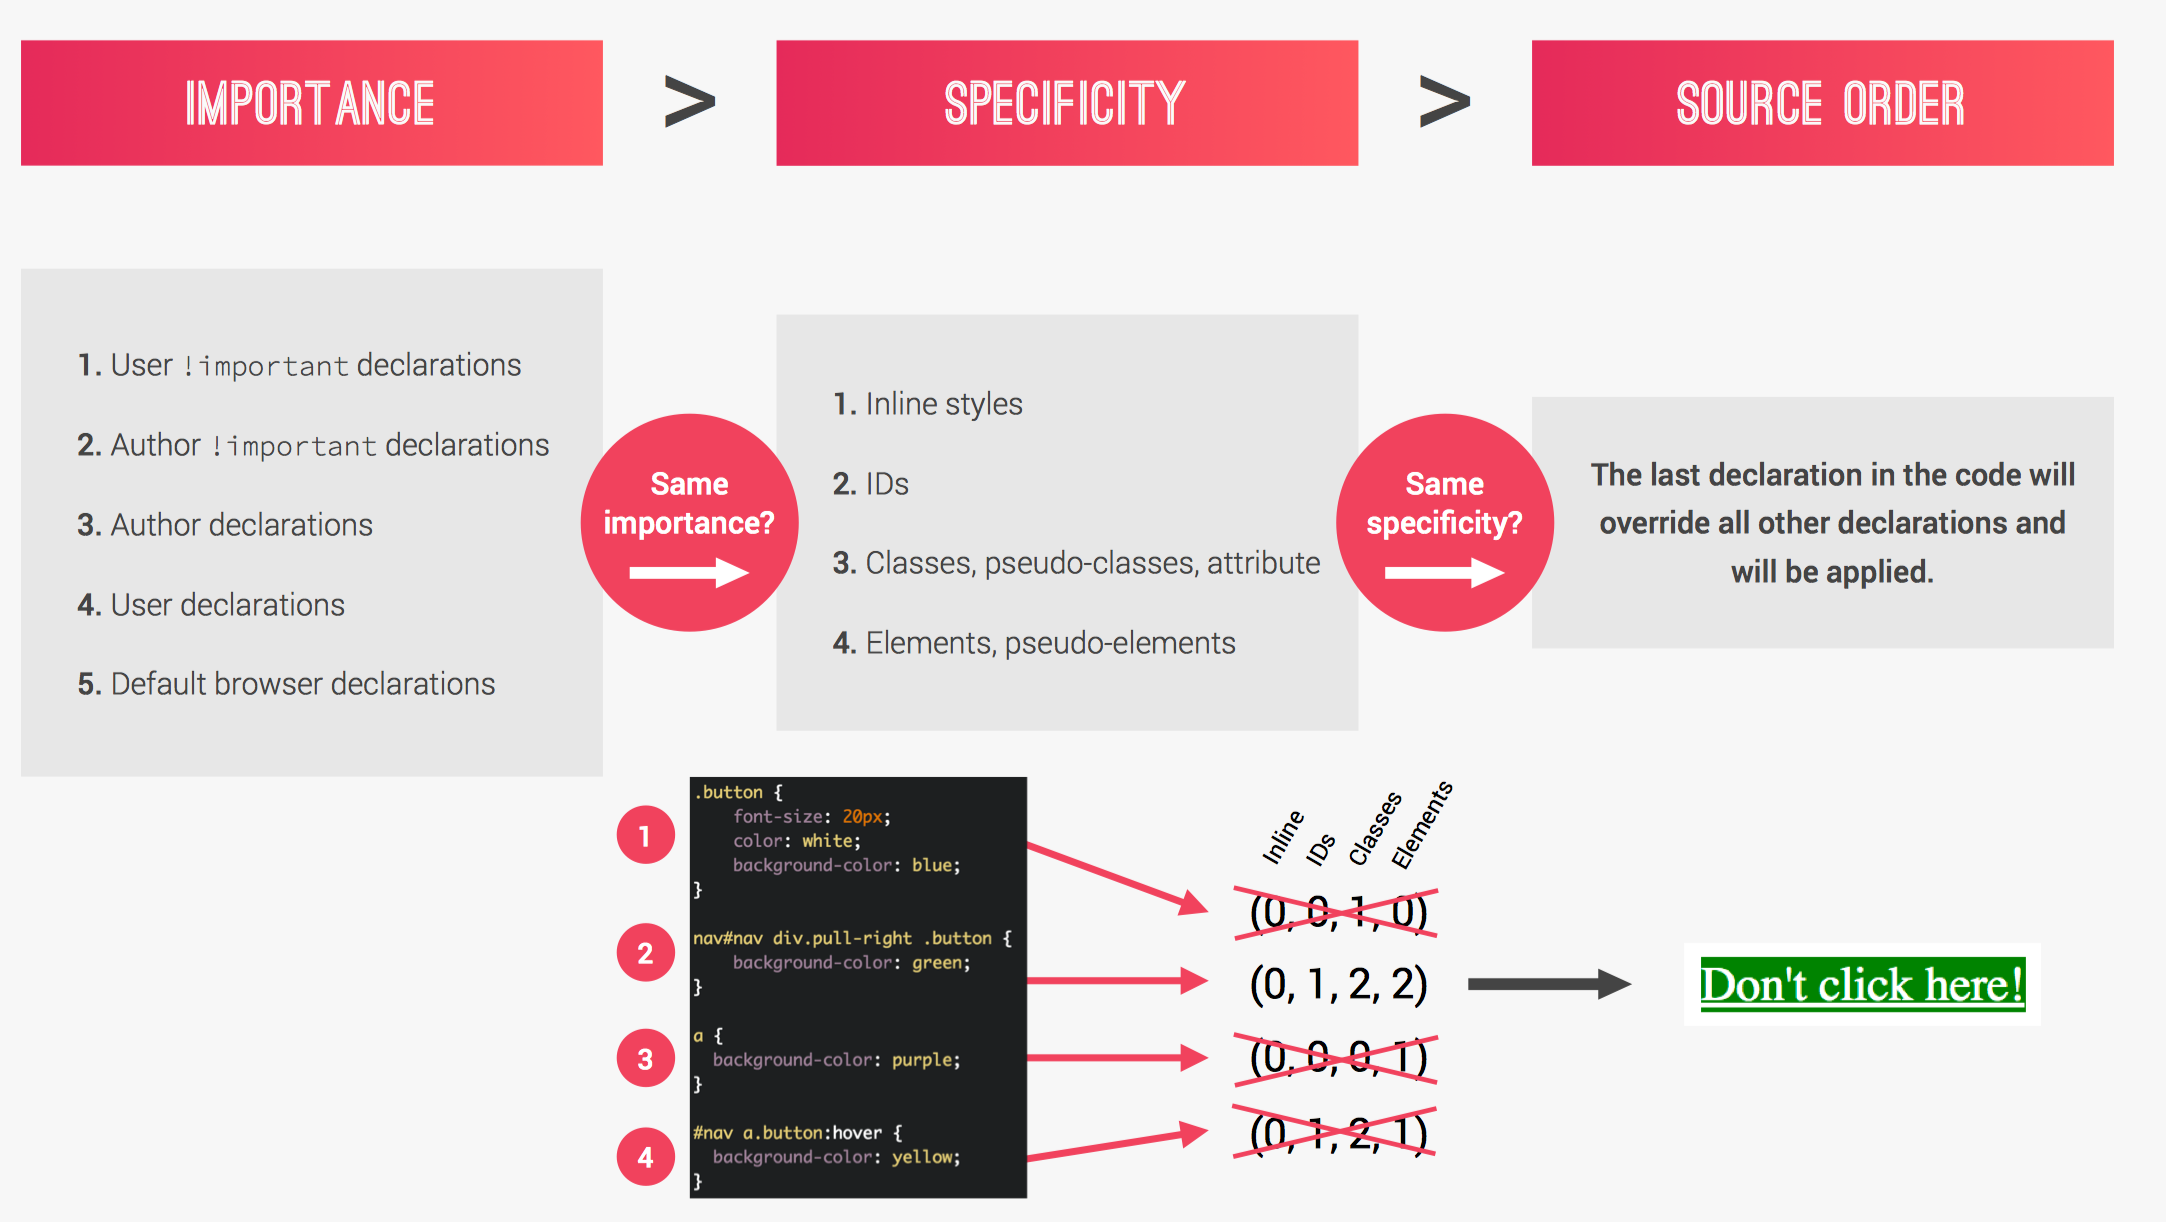 IMPORTANCE > SPECIFICITY > SOURCE ORDER
1. User !important declarations
2. Author !important declarations
3. Author declarations
4. User declarations
5. Default browser declarations
Same
importance?
1. Inline styles
2. IDs
3. Classes, pseudo-classes, attribute
4. Elements, pseudo-elements
Same
specificity?
The last declaration in the code will
override all other declarations and
will be applied.
1
.button {
font-size: 20px;
color: white;
background-color: blue;
}
2
nav#nav div.pull-right .button {
background-color: green;
}
3
a {
background-color: purple;
}
4
#nav a.button:hover {
background-color: yellow;
}
Inline
IDs
Classes
Elements
(0, 0, 1, 0)
(0, 1, 2, 2)
(0, 0, 0, 1)
(0, 1, 2, 1)
Don't click here!